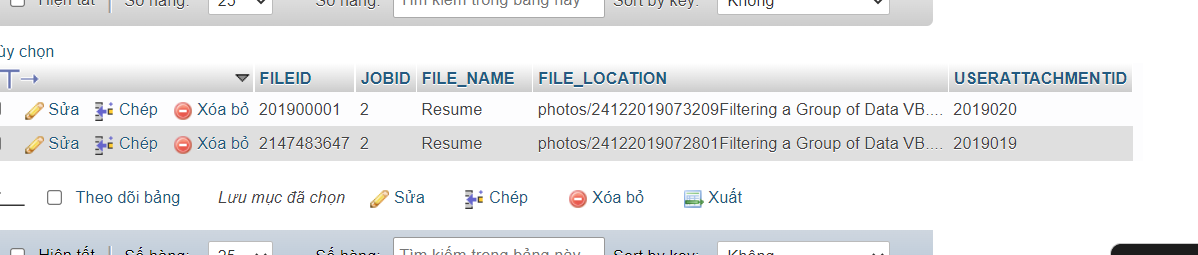 Hiện tất Số hàng: 25 Số hàng: Tìm kiếm trong bảng này Sort by key: Không
ùy chọn
T→ FILEID JOBID FILE_NAME FILE_LOCATION USERATTACHMENTID
Sửa Chép Xóa bỏ 201900001 2 Resume photos/24122019073209Filtering a Group of Data VB.... 2019020
Sửa Chép Xóa bỏ 2147483647 2 Resume photos/24122019072801Filtering a Group of Data VB.... 2019019
Theo dõi bảng Lưu mục đã chọn Sửa Chép Xóa bỏ Xuất
Hiện tất Số hàng: 25 Số hàng: Tìm kiếm trong bảng này Sort by key: Không